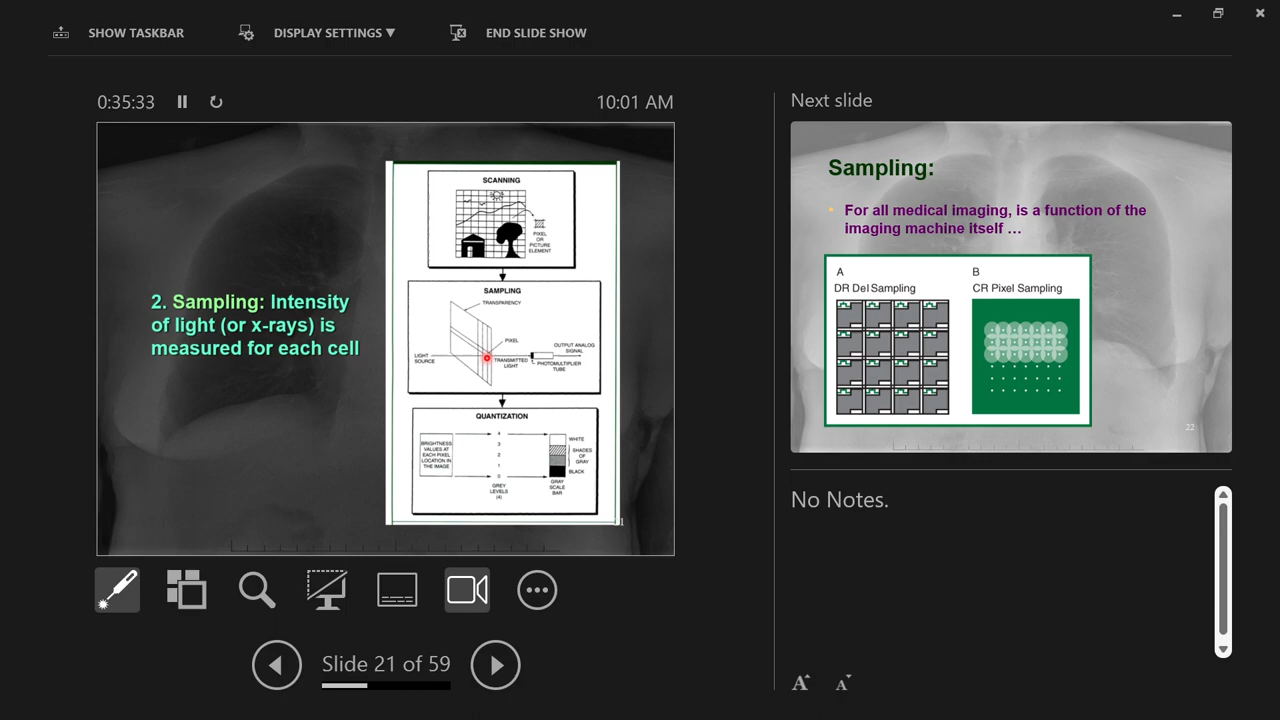 SHOW TASKBAR
DISPLAY SETTINGS ▼
END SLIDE SHOW
0:35:33
10:01 AM
2. Sampling: Intensity
of light (or x-rays) is
measured for each cell
SCANNING
PIXEL
OR
PICTURE
ELEMENT
SAMPLING
TRANSPARENCY
PIXEL
LIGHT
SOURCE
TRANSMITTED
LIGHT
OUTPUT ANALOG
SIGNAL
PHOTOMULTIPLIER
TUBE
QUANTIZATION
BRIGHTNESS
VALUES AT
EACH PIXEL
LOCATION IN
THE IMAGE
4
3
2
1
0
GREY
LEVELS
(4)
WHITE
SHADES
OF
GRAY
BLACK
GRAY
SCALE
BAR
Slide 21 of 59
Next slide
Sampling:
• For all medical imaging, is a function of the
imaging machine itself …
A
DR Del Sampling
B
CR Pixel Sampling
22
No Notes.
A
A